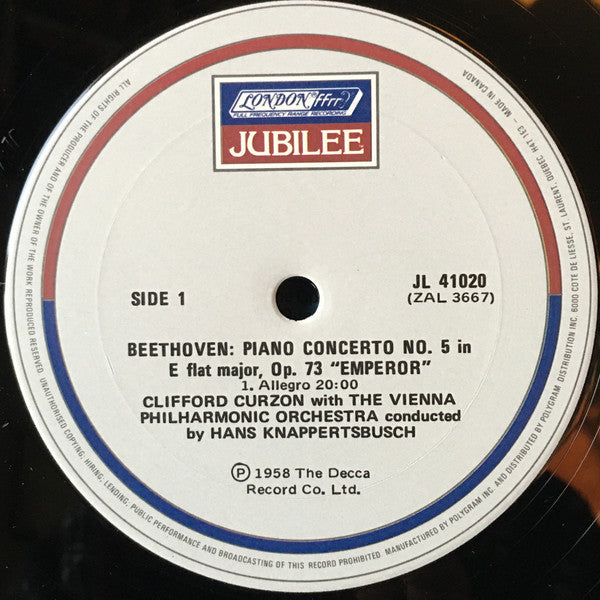 LONDON ffrr
FULL FREQUENCY RANGE RECORDING
JUBILEE
SIDE 1
JL 41020
(ZAL 3667)
BEETHOVEN: PIANO CONCERTO NO. 5 in
E flat major, Op. 73 "EMPEROR"
1. Allegro 20:00
CLIFFORD CURZON with THE VIENNA
PHILHARMONIC ORCHESTRA conducted
by HANS KNAPPERTSBUSCH
Ⓟ 1958 The Decca
Record Co. Ltd.
ALL RIGHTS OF THE PRODUCER AND OF THE OWNER OF THE WORK REPRODUCED RESERVED. UNAUTHORISED COPYING, HIRING, LENDING, PUBLIC PERFORMANCE AND BROADCASTING OF THIS RECORD PROHIBITED. MANUFACTURED BY POLYGRAM INC. AND DISTRIBUTED BY POLYGRAM DISTRIBUTION INC. 6000 COTE DE LIESSE, ST. LAURENT, QUEBEC. H4T 1E3 - MADE IN CANADA